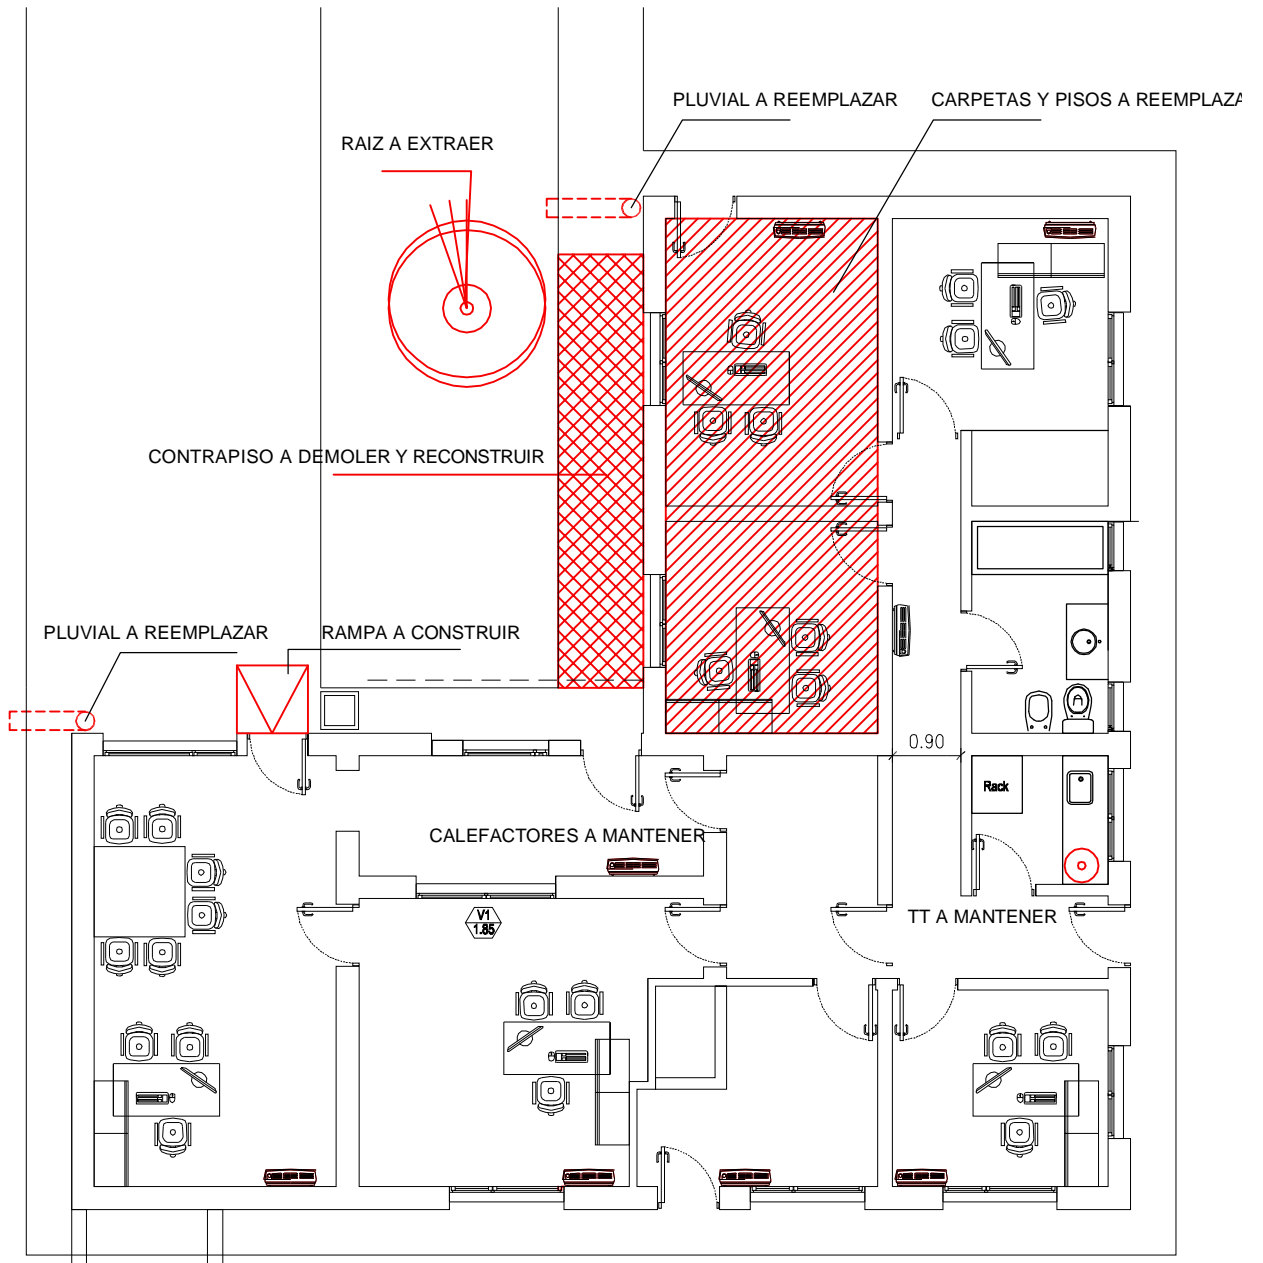 PLUVIAL A REEMPLAZAR
CARPETAS Y PISOS A REEMPLAZA
RAIZ A EXTRAER
CONTRAPISO A DEMOLER Y RECONSTRUIR
PLUVIAL A REEMPLAZAR
RAMPA A CONSTRUIR
0.90
Rack
CALEFACTORES A MANTENER
V1
1.85
TT A MANTENER